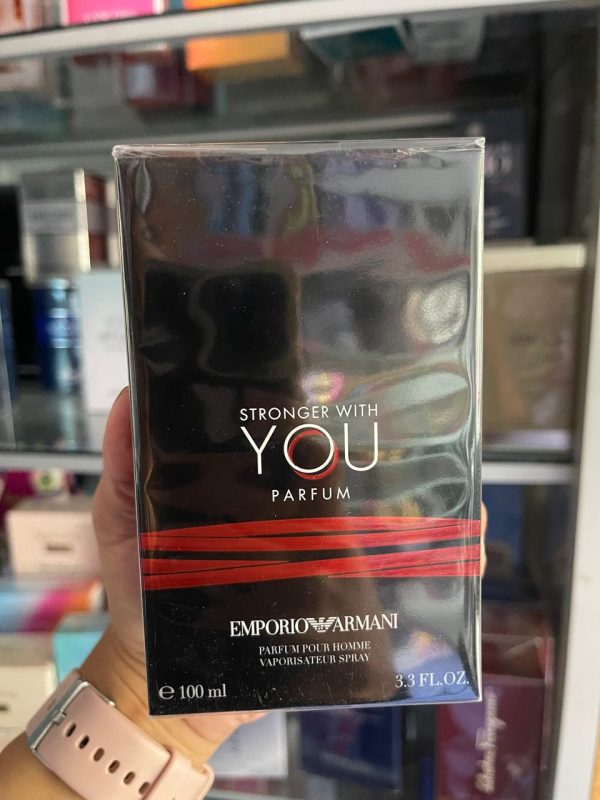 STRONGER WITH
YOU
PARFUM
EMPORIO ARMANI
PARFUM POUR HOMME
VAPORISATEUR SPRAY
e 100 ml
3.3 FL.OZ.